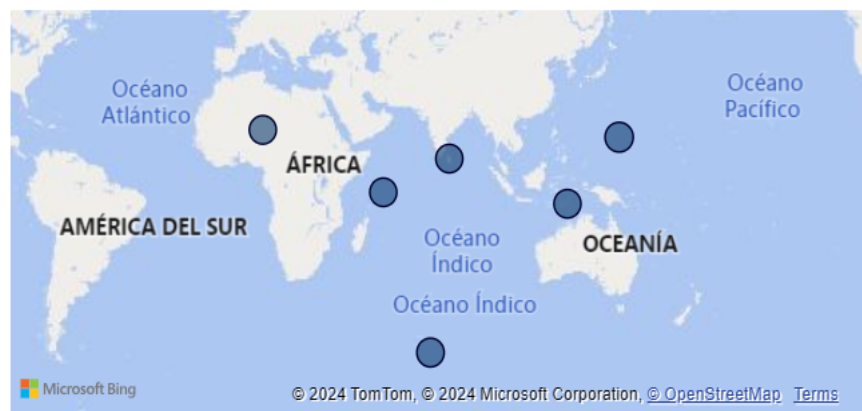 Océano
Atlántico
Océano
Pacífico
ÁFRICA
AMÉRICA DEL SUR
Océano
Índico
OCEANÍA
Océano Índico
Microsoft Bing
© 2024 TomTom, © 2024 Microsoft Corporation, © OpenStreetMap Terms